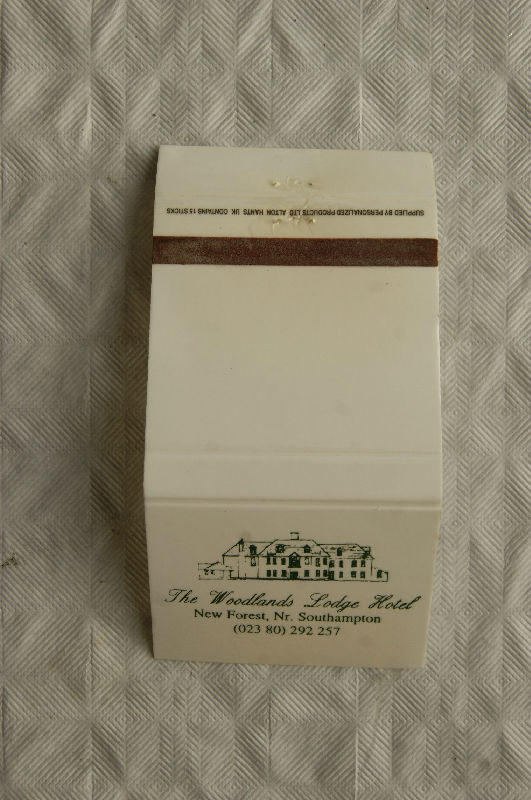 SUPPLIED BY PERSONALIZED PRODUCTS LTD ALTON HANTS UK CONTAINS 15 STICKS
The Woodlands Lodge Hotel
New Forest, Nr. Southampton
(023 80) 292 257